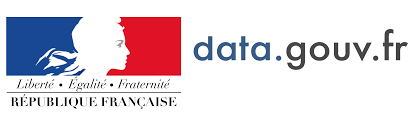 Liberté • Égalité • Fraternité
RÉPUBLIQUE FRANÇAISE
data.gouv.fr